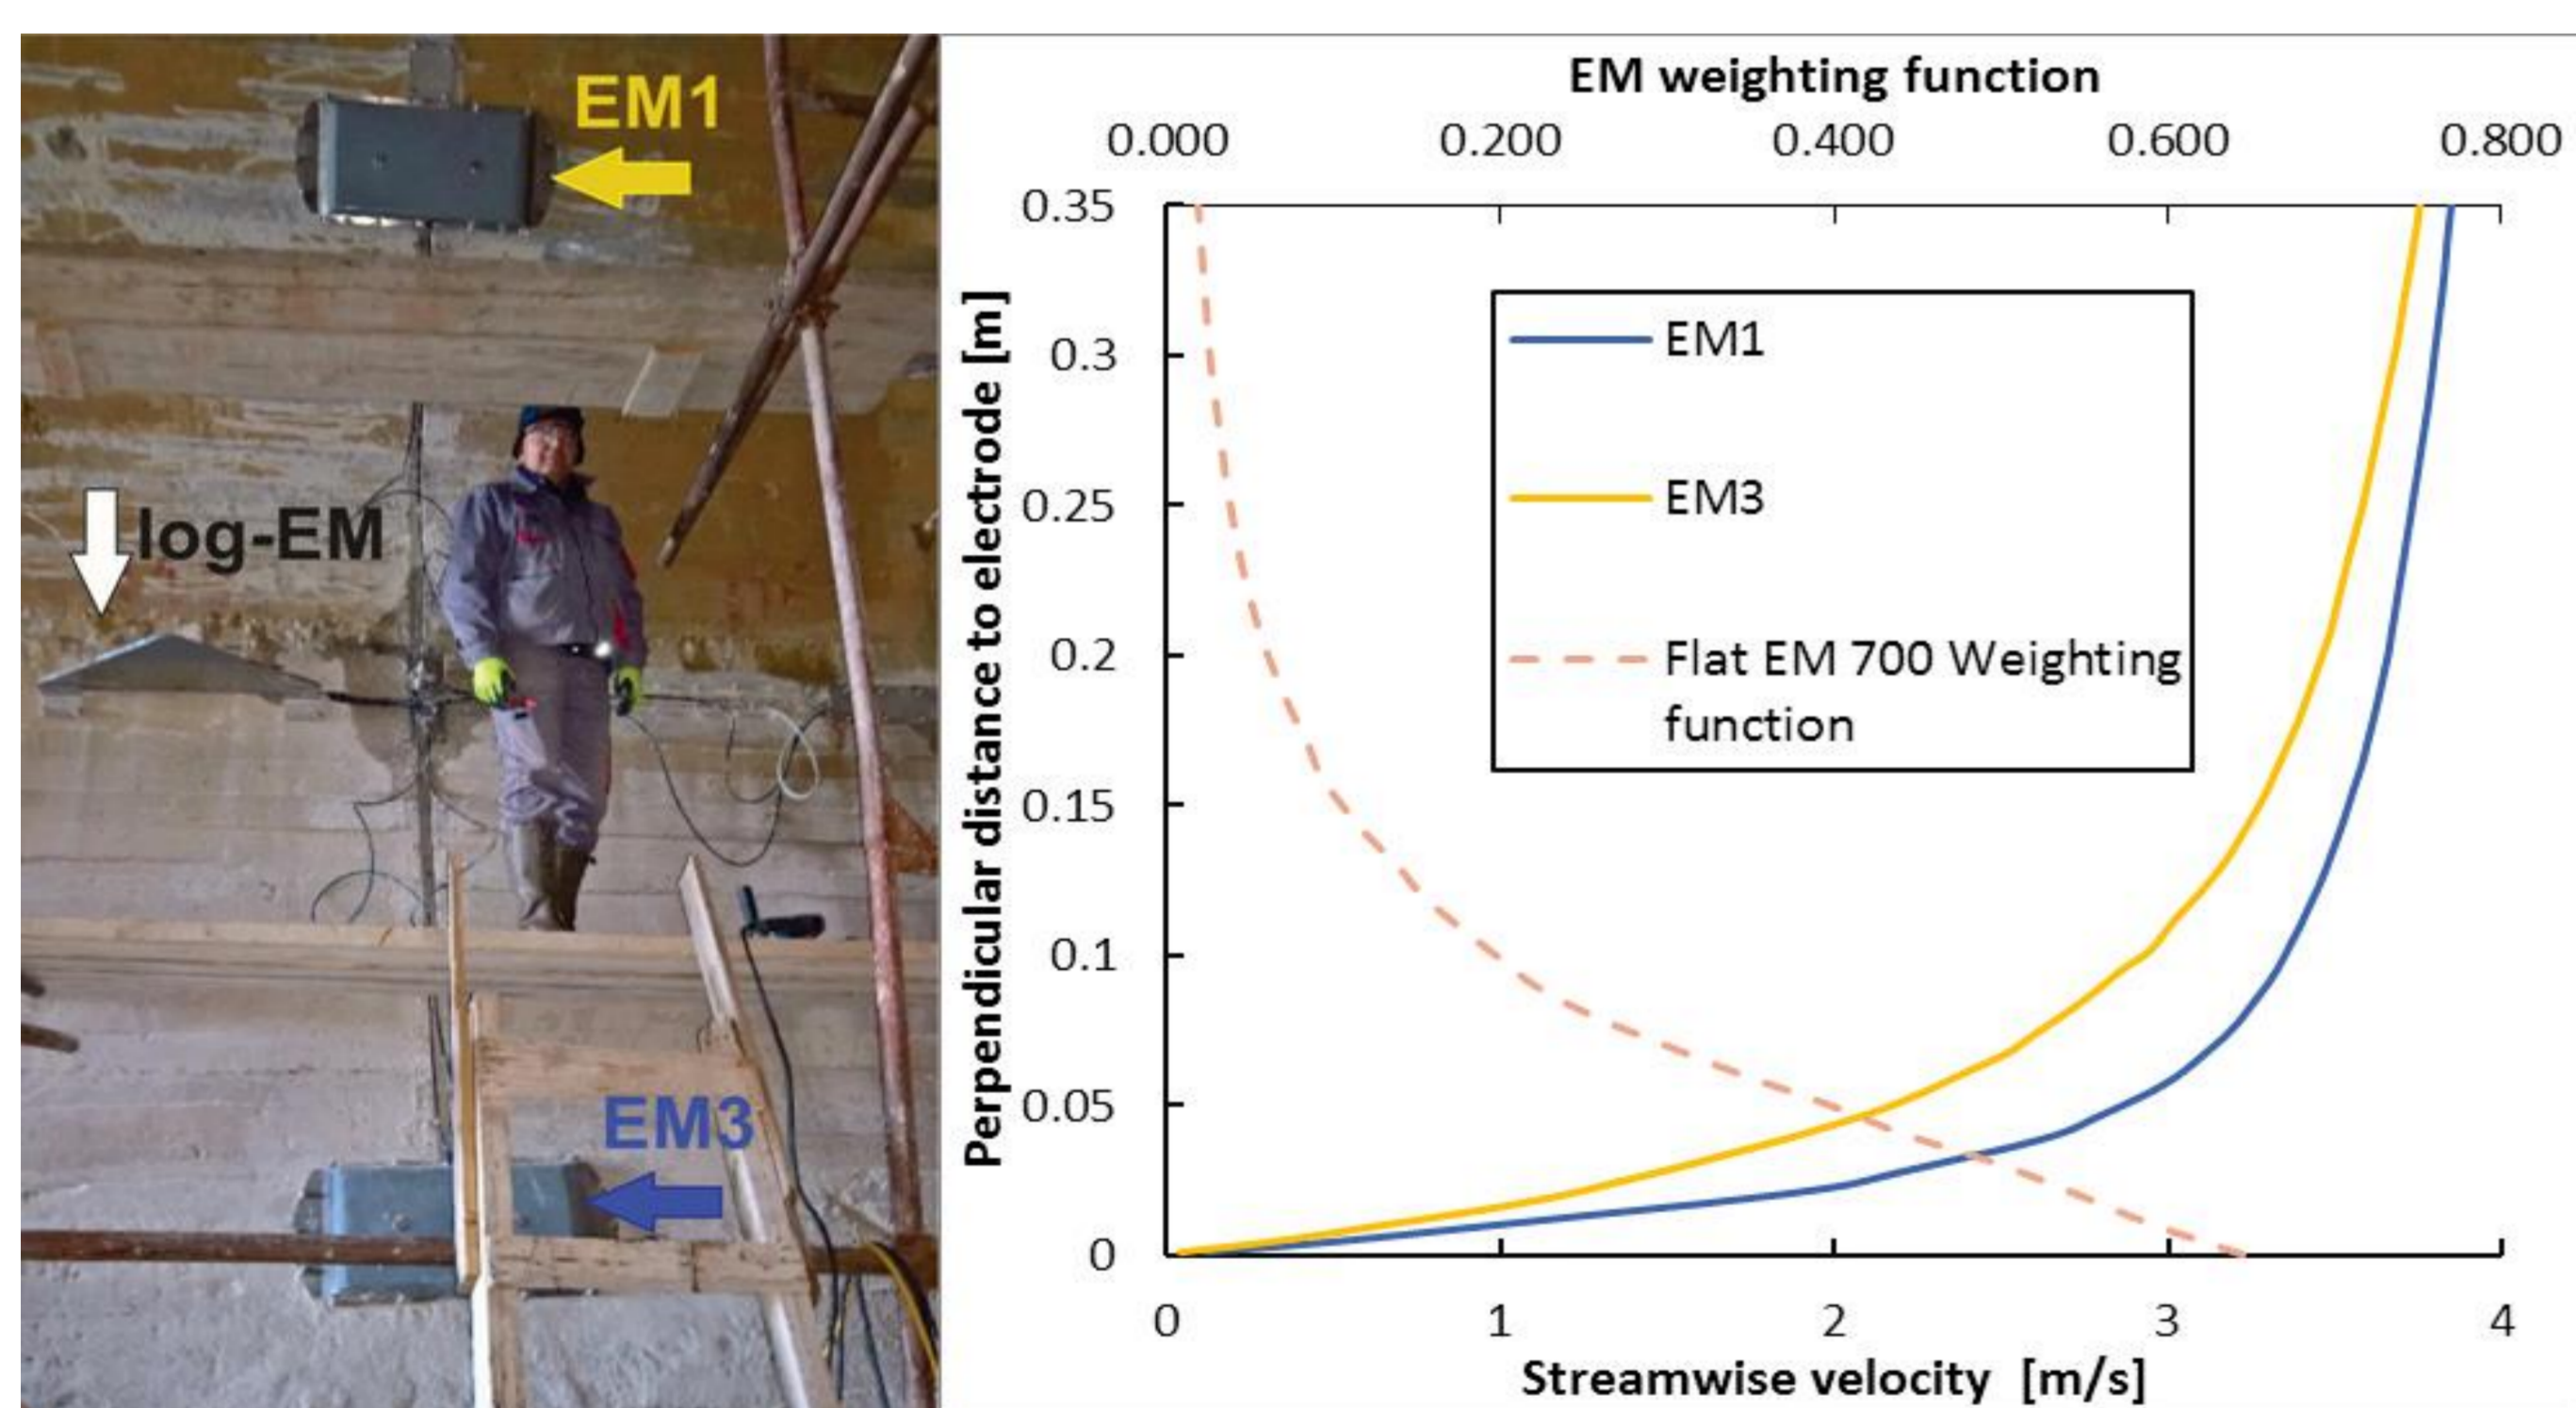 EM1
log-EM
EM3
EM weighting function
0.000 0.200 0.400 0.600 0.800
Perpendicular distance to electrode [m]
0.35
0.3
0.25
0.2
0.15
0.1
0.05
0
EM1
EM3
Flat EM 700 Weighting
function
0 1 2 3 4
Streamwise velocity [m/s]